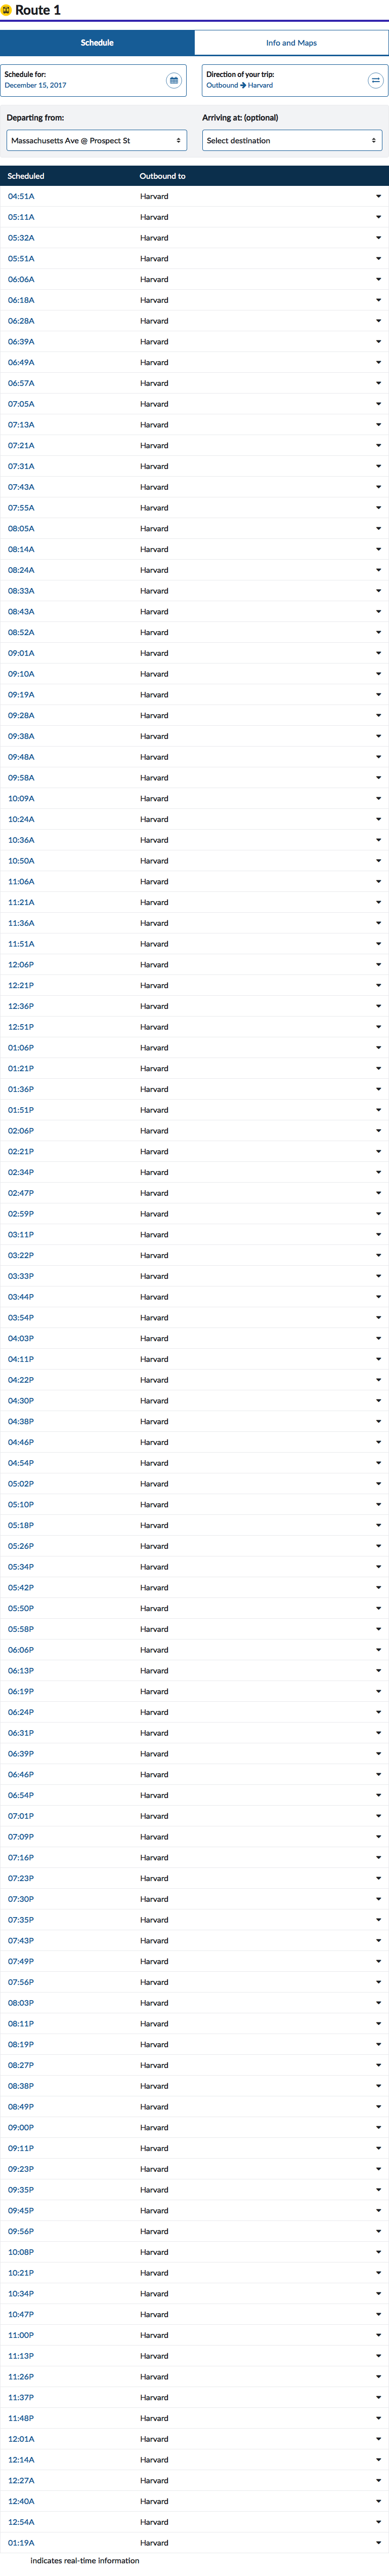 Route 1
Schedule Info and Maps
Schedule for: Direction of your trip:
December 15, 2017 Outbound → Harvard
Departing from: Arriving at: (optional)
Massachusetts Ave @ Prospect St Select destination
Scheduled Outbound to
04:51A Harvard
05:11A Harvard
05:32A Harvard
05:51A Harvard
06:06A Harvard
06:18A Harvard
06:28A Harvard
06:39A Harvard
06:49A Harvard
06:57A Harvard
07:05A Harvard
07:13A Harvard
07:21A Harvard
07:31A Harvard
07:43A Harvard
07:55A Harvard
08:05A Harvard
08:14A Harvard
08:24A Harvard
08:33A Harvard
08:43A Harvard
08:52A Harvard
09:01A Harvard
09:10A Harvard
09:19A Harvard
09:28A Harvard
09:38A Harvard
09:48A Harvard
09:58A Harvard
10:09A Harvard
10:24A Harvard
10:36A Harvard
10:50A Harvard
11:06A Harvard
11:21A Harvard
11:36A Harvard
11:51A Harvard
12:06P Harvard
12:21P Harvard
12:36P Harvard
12:51P Harvard
01:06P Harvard
01:21P Harvard
01:36P Harvard
01:51P Harvard
02:06P Harvard
02:21P Harvard
02:34P Harvard
02:47P Harvard
02:59P Harvard
03:11P Harvard
03:22P Harvard
03:33P Harvard
03:44P Harvard
03:54P Harvard
04:03P Harvard
04:11P Harvard
04:22P Harvard
04:30P Harvard
04:38P Harvard
04:46P Harvard
04:54P Harvard
05:02P Harvard
05:10P Harvard
05:18P Harvard
05:26P Harvard
05:34P Harvard
05:42P Harvard
05:50P Harvard
05:58P Harvard
06:06P Harvard
06:13P Harvard
06:19P Harvard
06:24P Harvard
06:31P Harvard
06:39P Harvard
06:46P Harvard
06:54P Harvard
07:01P Harvard
07:09P Harvard
07:16P Harvard
07:23P Harvard
07:30P Harvard
07:35P Harvard
07:43P Harvard
07:49P Harvard
07:56P Harvard
08:03P Harvard
08:11P Harvard
08:19P Harvard
08:27P Harvard
08:38P Harvard
08:49P Harvard
09:00P Harvard
09:11P Harvard
09:23P Harvard
09:35P Harvard
09:45P Harvard
09:56P Harvard
10:08P Harvard
10:21P Harvard
10:34P Harvard
10:47P Harvard
11:00P Harvard
11:13P Harvard
11:26P Harvard
11:37P Harvard
11:48P Harvard
12:01A Harvard
12:14A Harvard
12:27A Harvard
12:40A Harvard
12:54A Harvard
01:19A Harvard
indicates real-time information